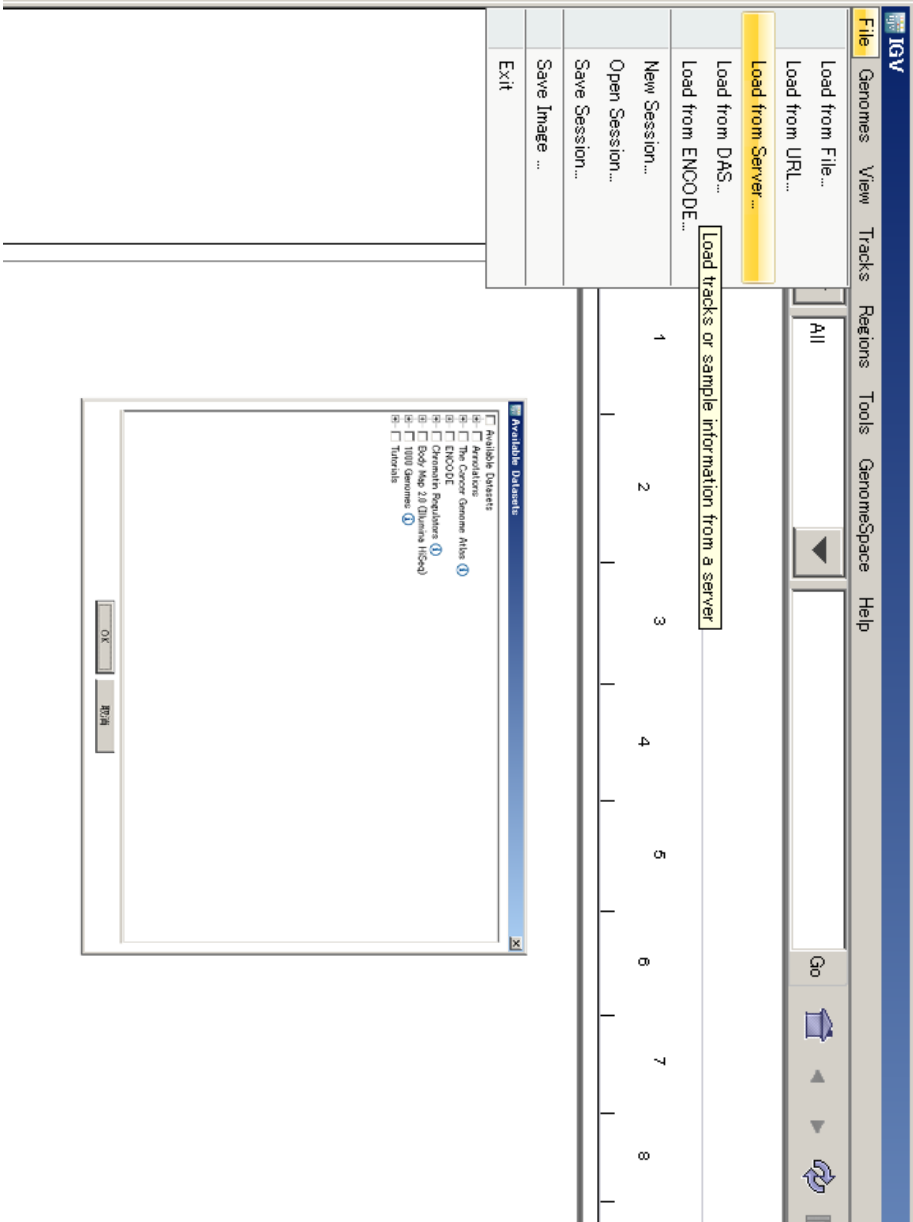 IGV
File Genomes View Tracks Regions Tools GenomeSpace Help
Load from File...
Load from URL...
Load from Server...
Load from DAS...
Load from ENCODE...
New Session...
Open Session...
Save Session...
Save Image ...
Exit
All
Go
Load tracks or sample information from a server
1 2 3 4 5 6 7 8
Available Datasets
Available Datasets
Annotations
The Cancer Genome Atlas
ENCODE
Chromatin Regulators
Body Map 2.0 (Illumina HiSeq)
1000 Genomes
Tutorials
OK 取消